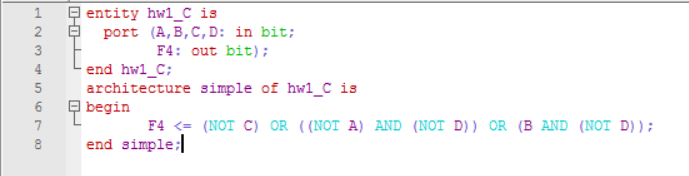 1 entity hw1_C is
2 port (A,B,C,D: in bit;
3 F4: out bit);
4 end hw1_C;
5 architecture simple of hw1_C is
6 begin
7 F4 <= (NOT C) OR ((NOT A) AND (NOT D)) OR (B AND (NOT D));
8 end simple;